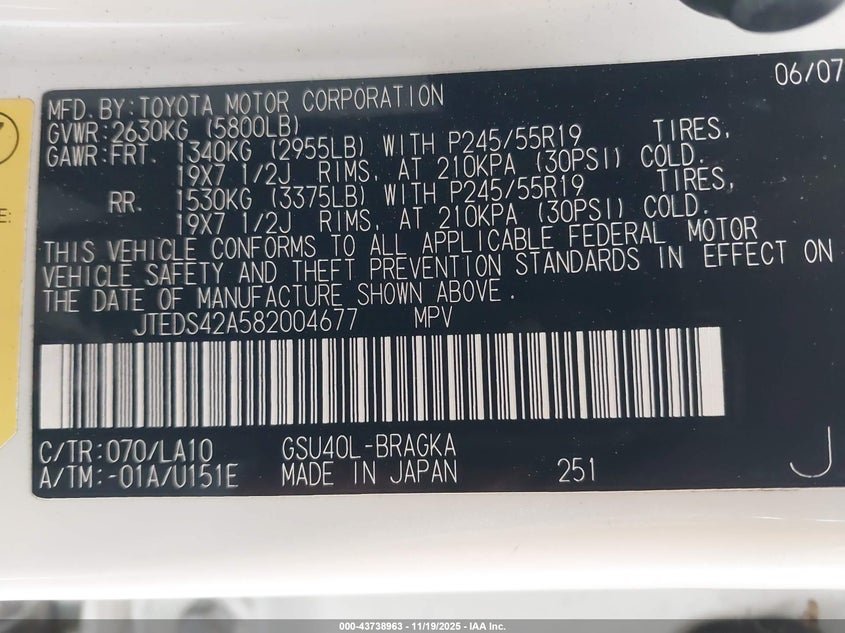 06/07
MFD. BY: TOYOTA MOTOR CORPORATION
GVWR: 2630KG (5800LB)
GAWR: FRT. 1340KG (2955LB) WITH P245/55R19 TIRES,
19X7 1/2J RIMS, AT 210KPA (30PSI) COLD.
RR. 1530KG (3375LB) WITH P245/55R19 TIRES,
19X7 1/2J RIMS, AT 210KPA (30PSI) COLD.
THIS VEHICLE CONFORMS TO ALL APPLICABLE FEDERAL MOTOR
VEHICLE SAFETY AND THEFT PREVENTION STANDARDS IN EFFECT ON
THE DATE OF MANUFACTURE SHOWN ABOVE.
JTEDS42A582004677 MPV
C/TR: 070/LA10 GSU40L-BRAGKA
A/TM: -01A/U151E MADE IN JAPAN 251 J
E:
000-43738963 - 11/19/2025 - IAA Inc.